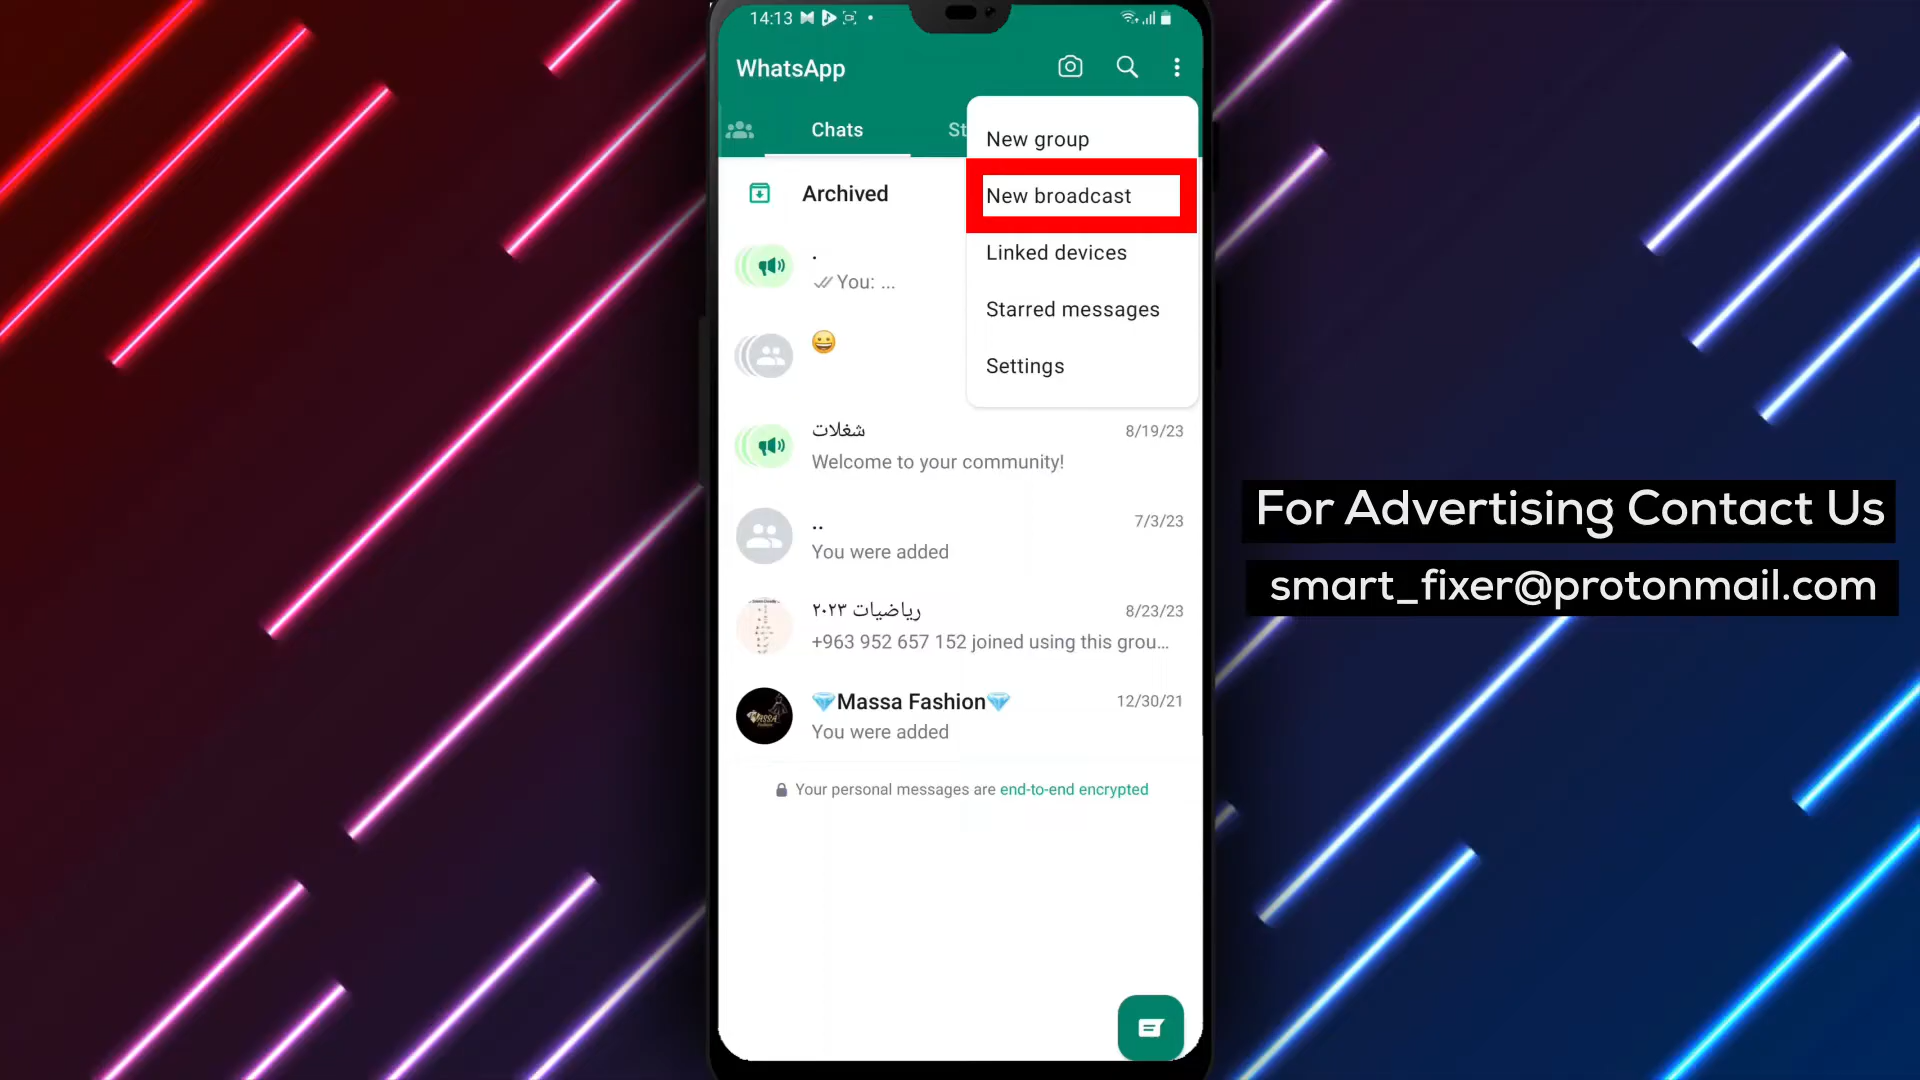 14:13
WhatsApp
Chats
St
New group
New broadcast
Linked devices
Starred messages
Settings
Archived
.
You: ...
😀
شغلات
8/19/23
Welcome to your community!
..
7/3/23
You were added
رياضيات ٢٠٢٣
8/23/23
+963 952 657 152 joined using this grou...
💎Massa Fashion💎
12/30/21
You were added
Your personal messages are end-to-end encrypted
For Advertising Contact Us
smart_fixer@protonmail.com